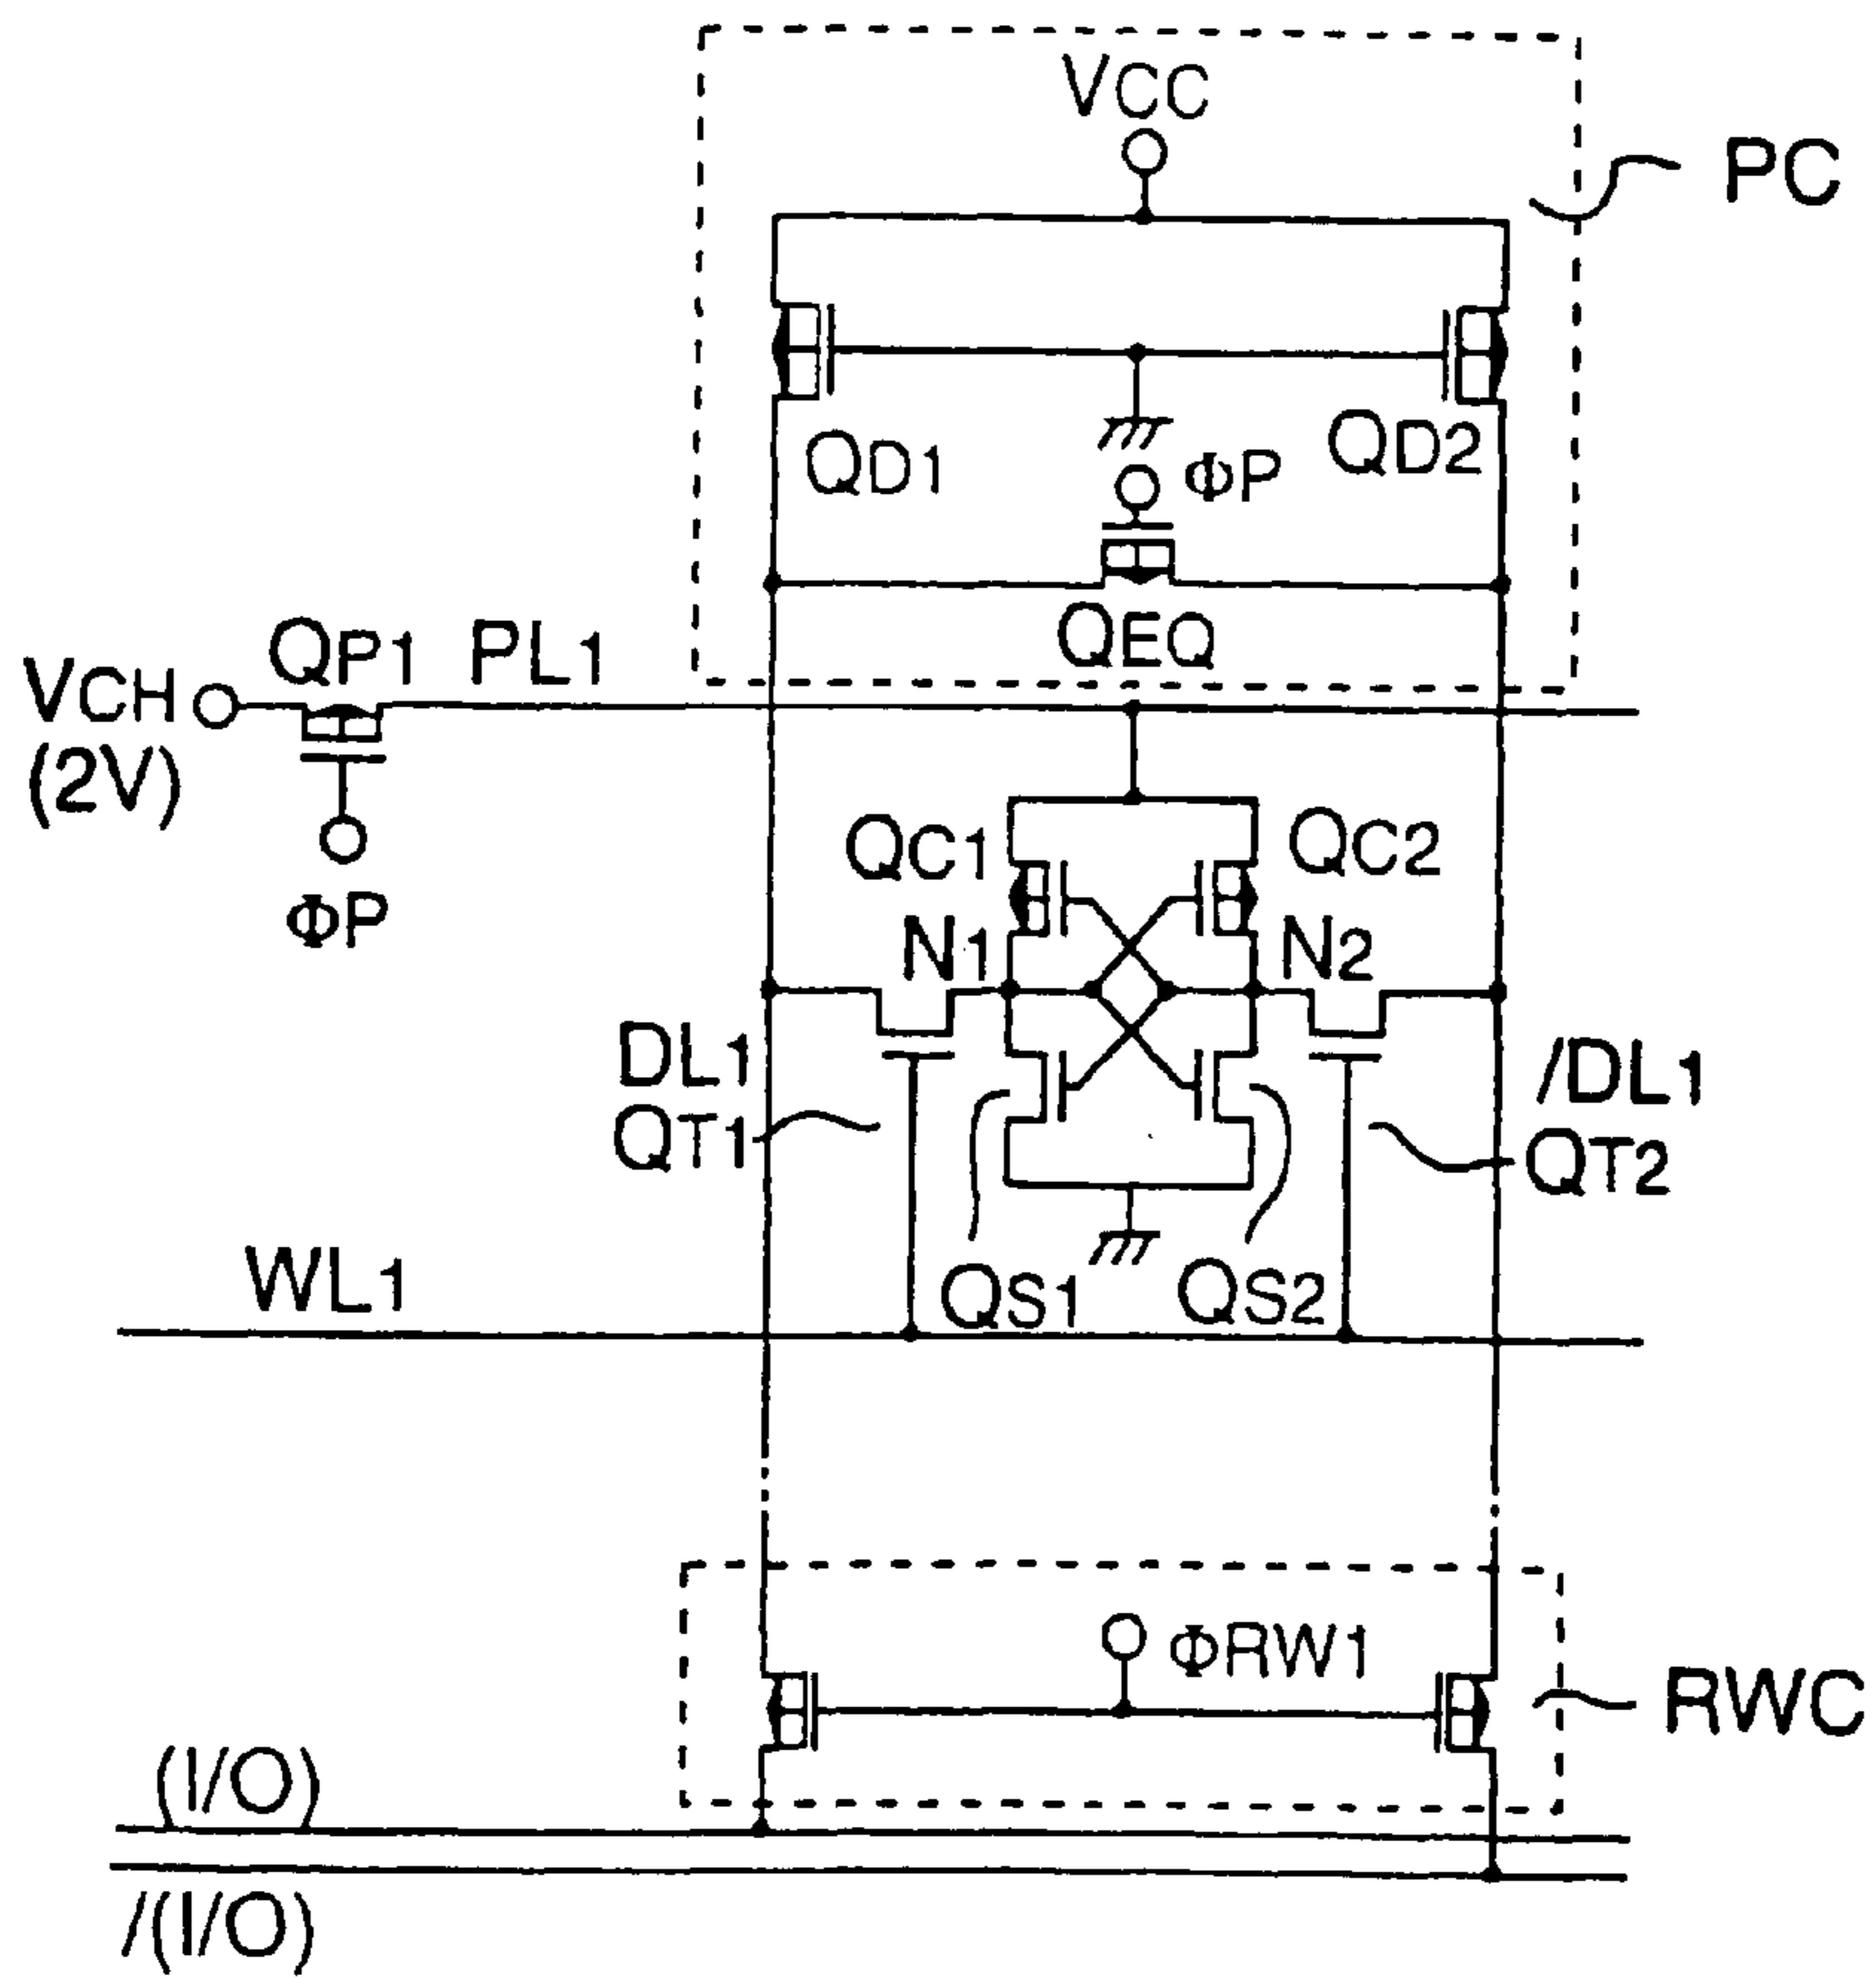 VCC
PC
QD1
QD2
ΦP
QEQ
QP1 PL1
VCH
(2V)
ΦP
QC1
QC2
N1
N2
DL1
/DL1
QT1
QT2
WL1
QS1
QS2
ΦRW1
RWC
(I/O)
/(I/O)